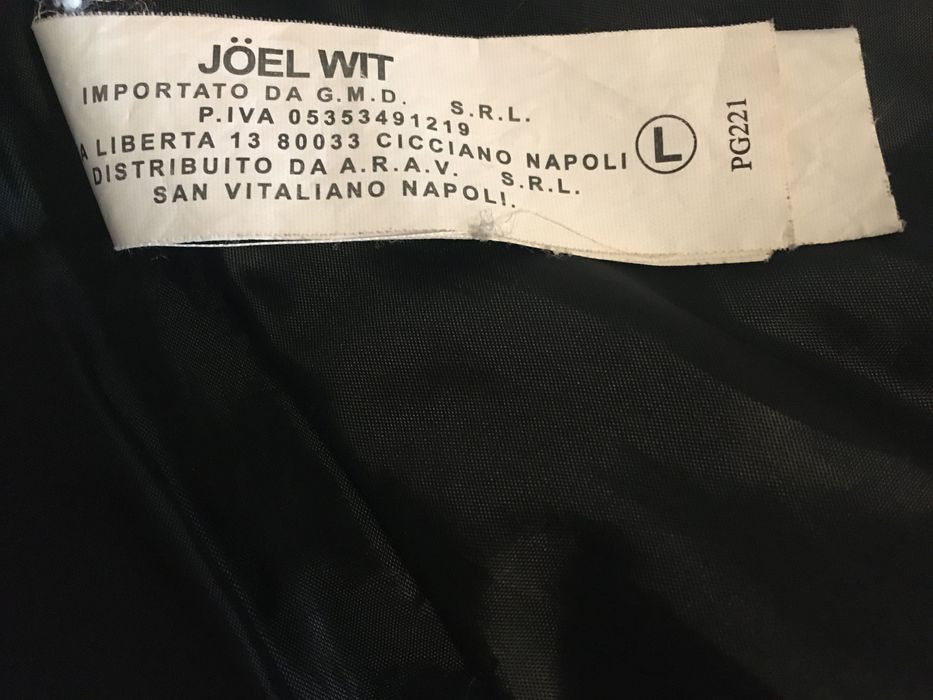 JÖEL WIT
IMPORTATO DA G.M.D. S.R.L.
P.IVA 05353491219
A LIBERTA 13 80033 CICCIANO NAPOLI
DISTRIBUITO DA A.R.A.V. S.R.L.
SAN VITALIANO NAPOLI.
L
PG221